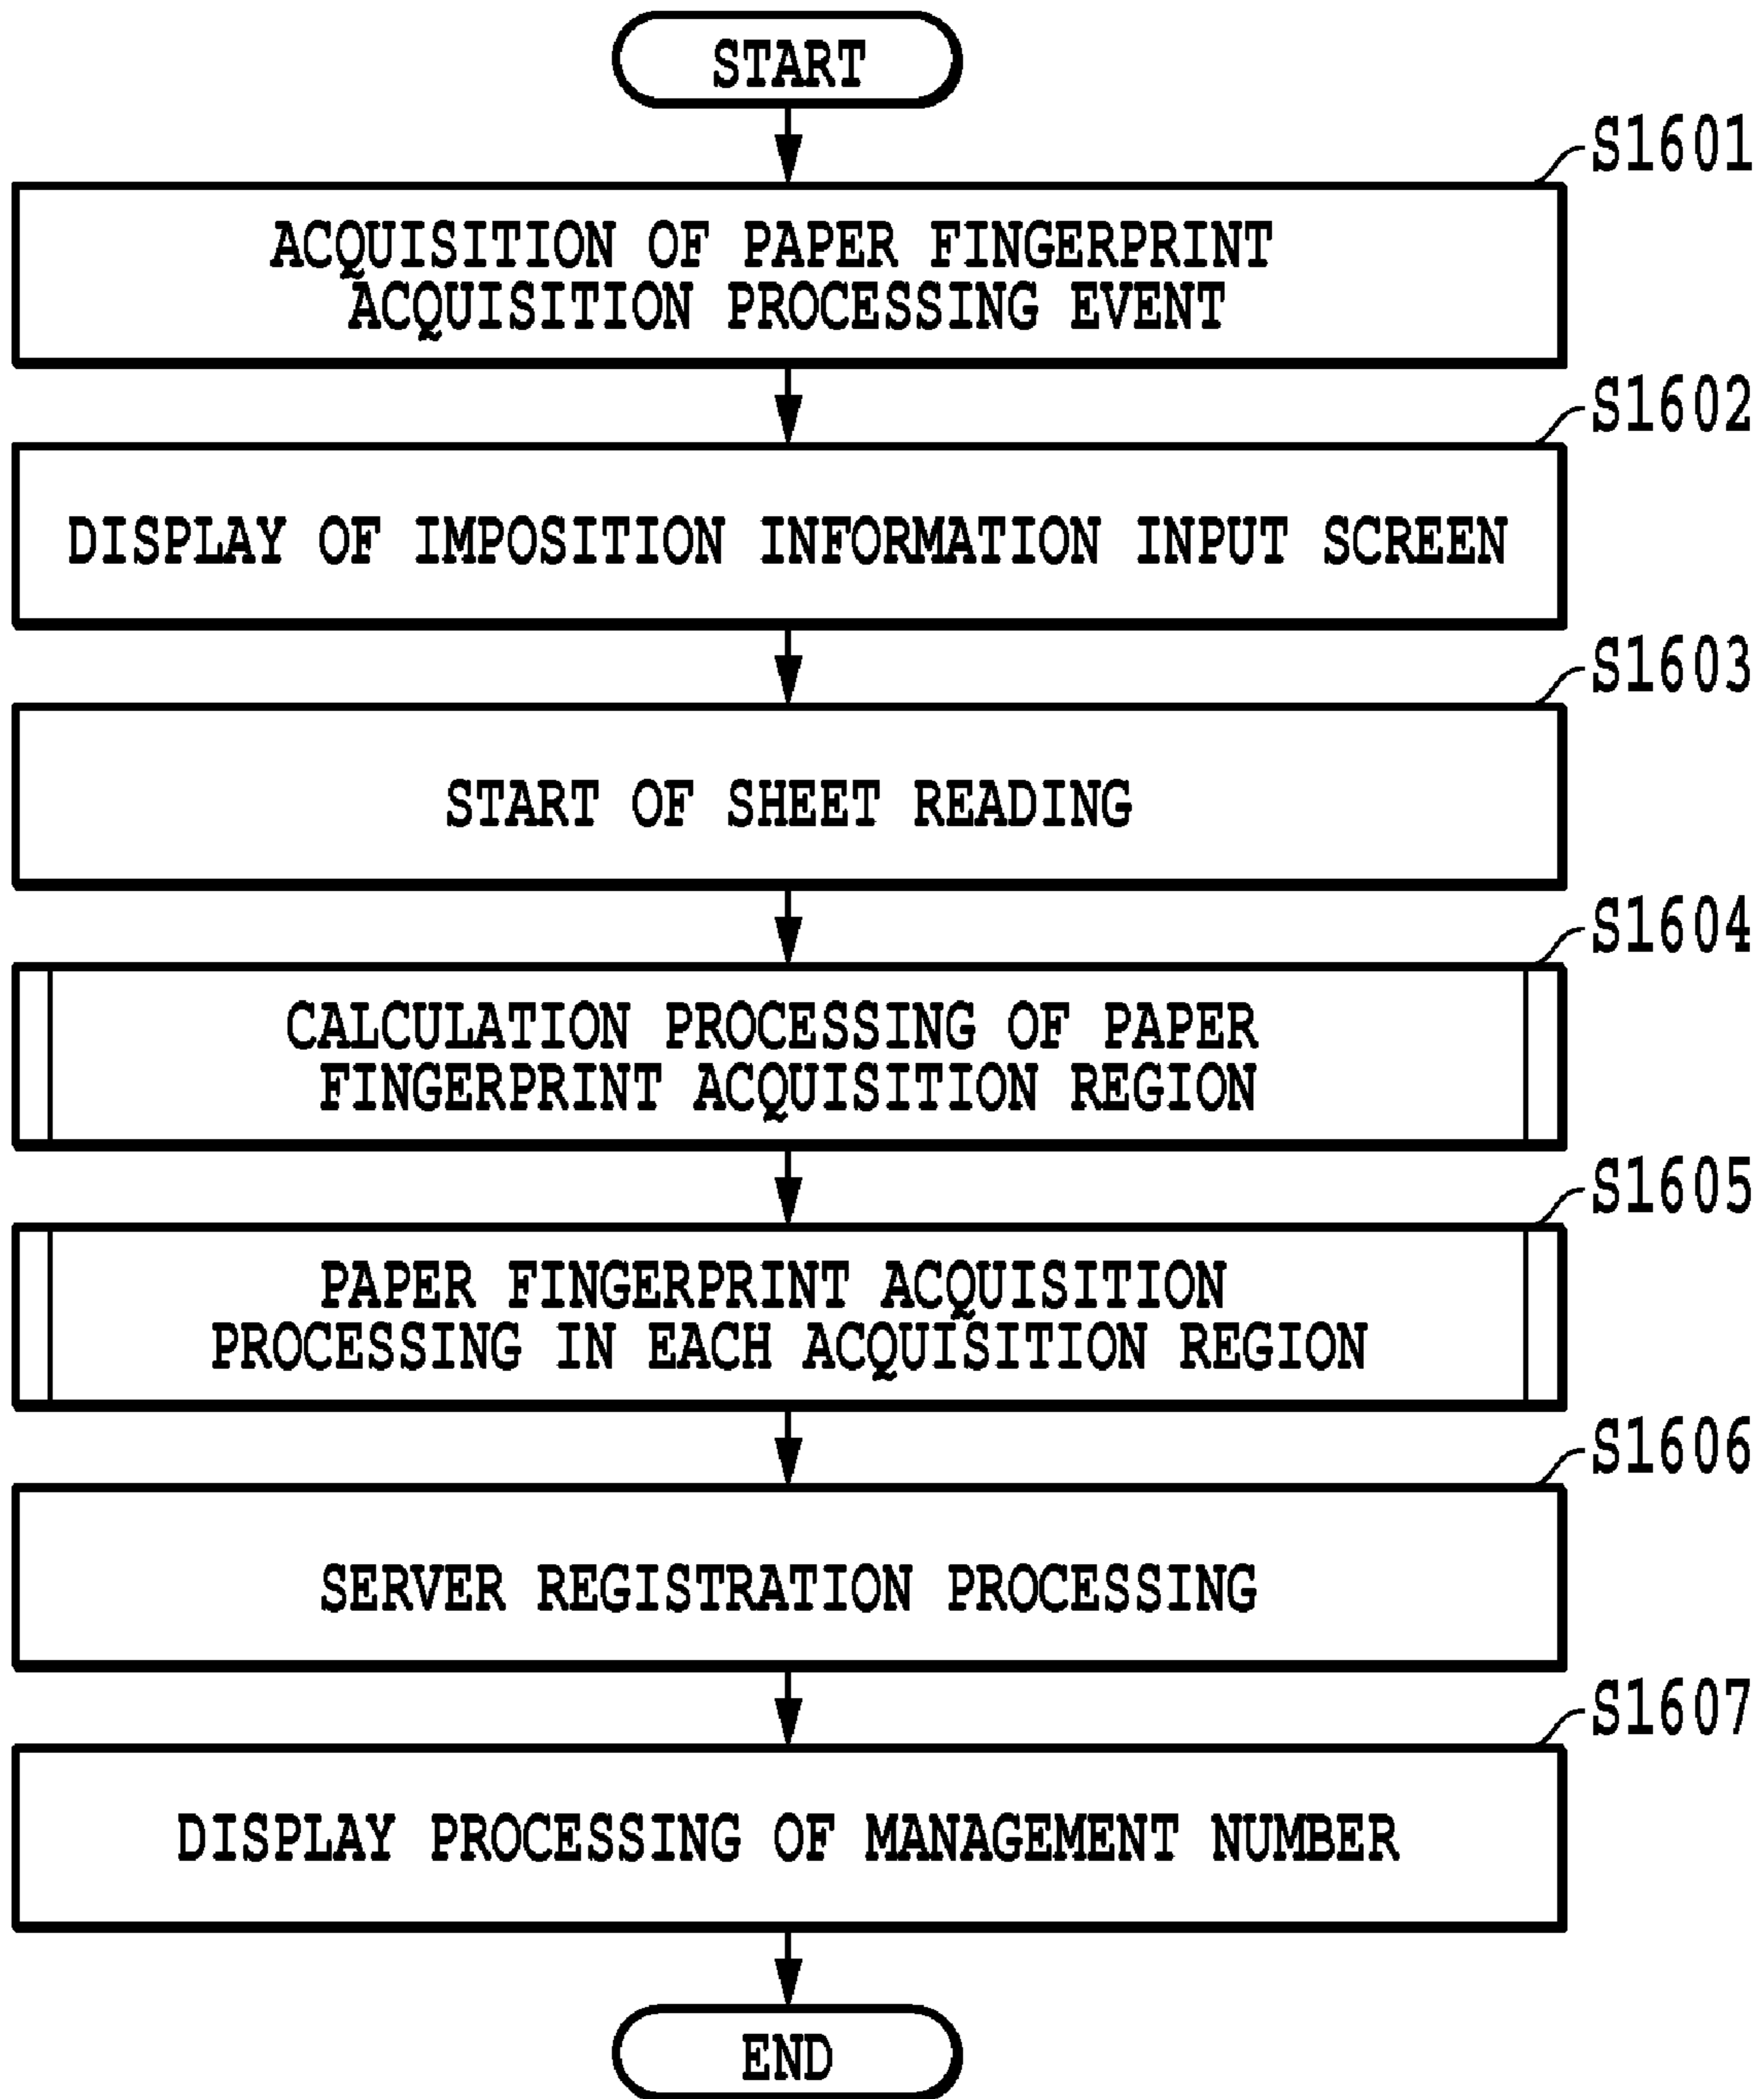 START
S1601
ACQUISITION OF PAPER FINGERPRINT
ACQUISITION PROCESSING EVENT
S1602
DISPLAY OF IMPOSITION INFORMATION INPUT SCREEN
S1603
START OF SHEET READING
S1604
CALCULATION PROCESSING OF PAPER
FINGERPRINT ACQUISITION REGION
S1605
PAPER FINGERPRINT ACQUISITION
PROCESSING IN EACH ACQUISITION REGION
S1606
SERVER REGISTRATION PROCESSING
S1607
DISPLAY PROCESSING OF MANAGEMENT NUMBER
END